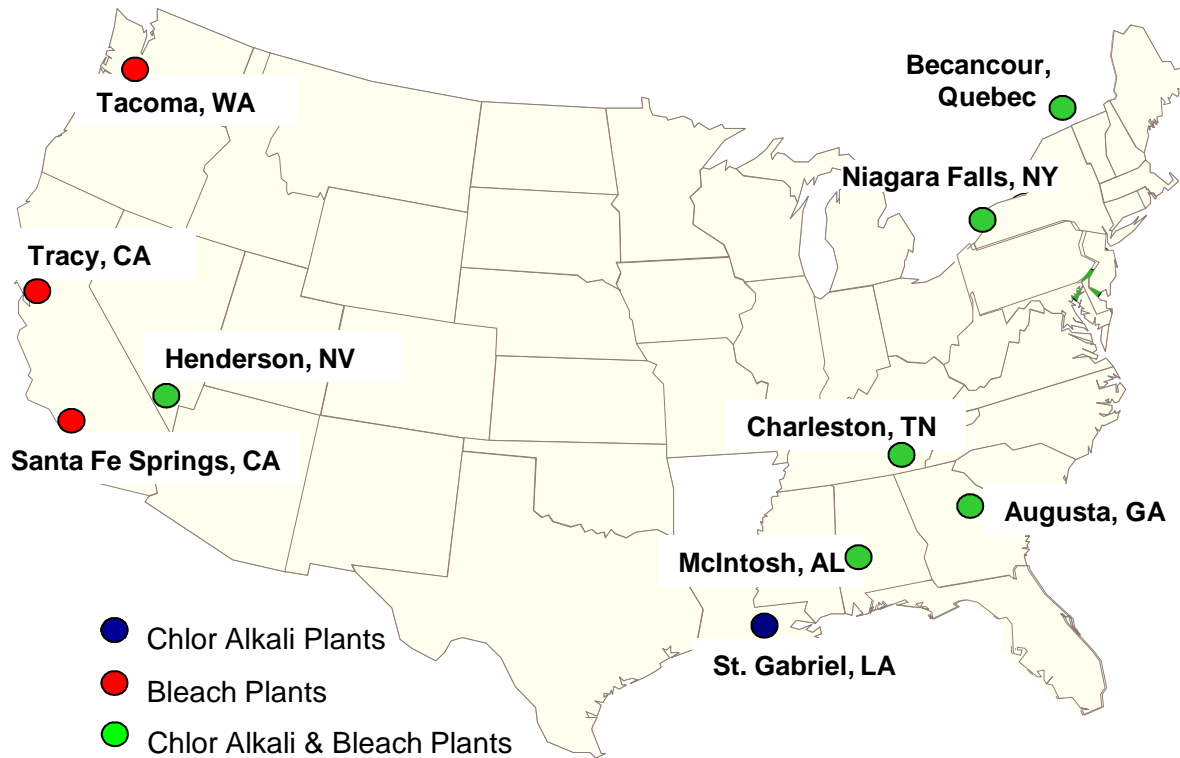 Becancour,
Quebec
Tacoma, WA
Niagara Falls, NY
Tracy, CA
Henderson, NV
Charleston, TN
Santa Fe Springs, CA
Augusta, GA
McIntosh, AL
St. Gabriel, LA
Chlor Alkali Plants
Bleach Plants
Chlor Alkali & Bleach Plants